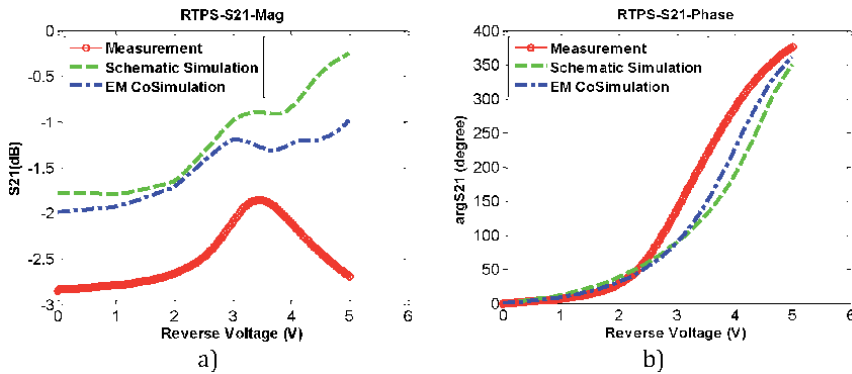 RTPS-S21-Mag
0
-0.5
-1
-1.5
-2
-2.5
-3
S21(dB)
Measurement
Schematic Simulation
EM CoSimulation
0 1 2 3 4 5 6
Reverse Voltage (V)
a)
RTPS-S21-Phase
400
350
300
250
200
150
100
50
0
argS21 (degree)
Measurement
Schematic Simulation
EM CoSimulation
0 1 2 3 4 5 6
Reverse Voltage (V)
b)